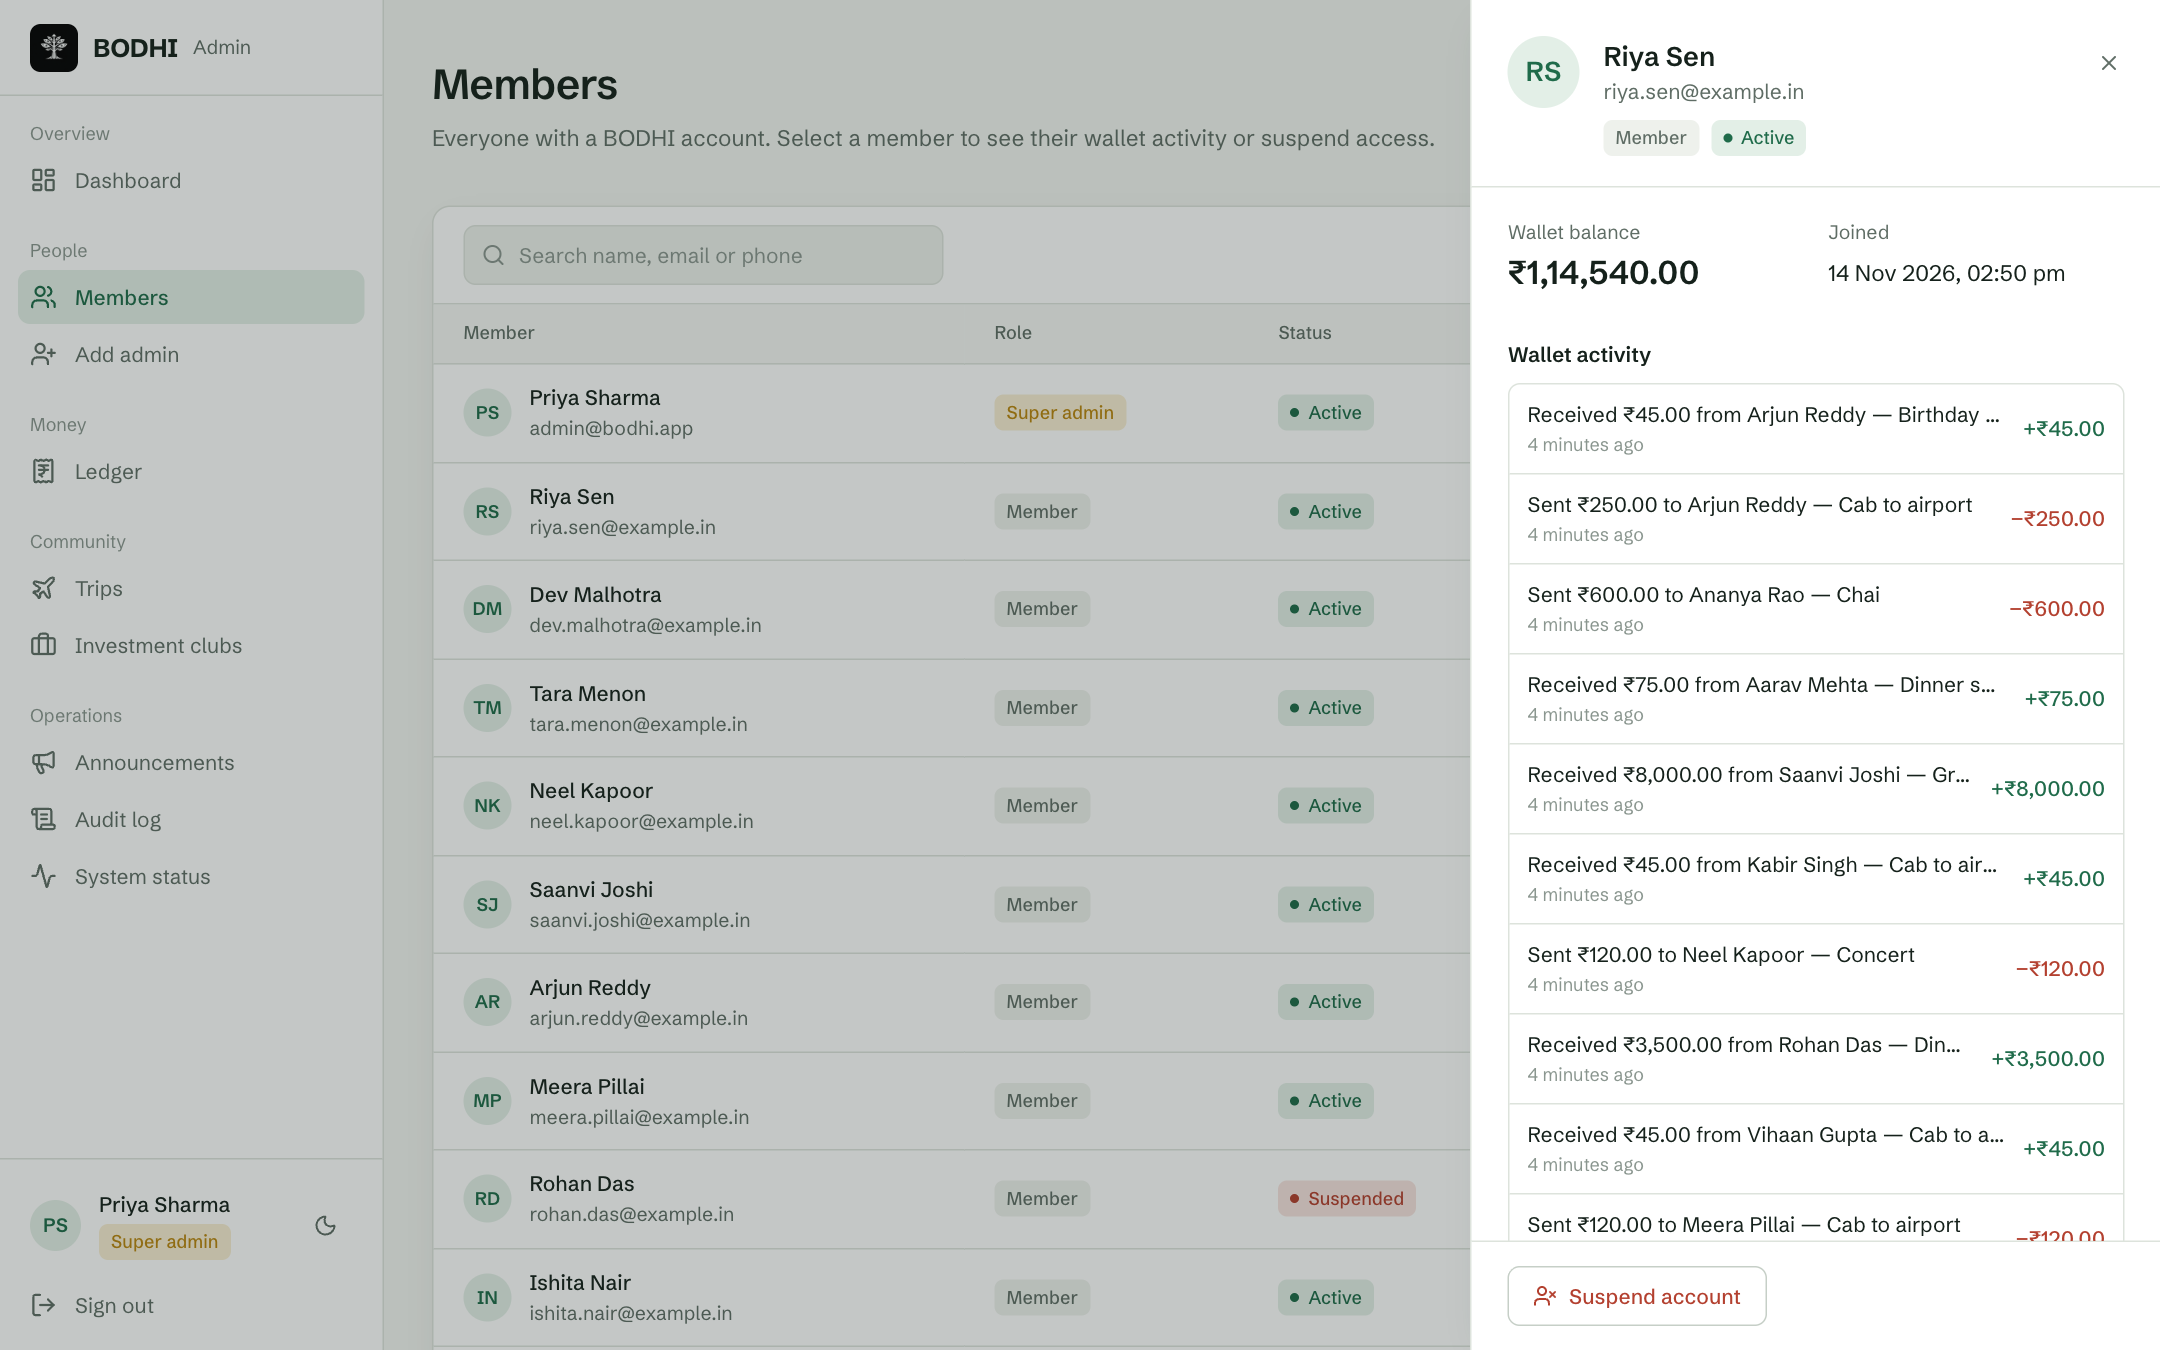 BODHI Admin
Overview
Dashboard
People
Members
Add admin
Money
Ledger
Community
Trips
Investment clubs
Operations
Announcements
Audit log
System status
PS
Priya Sharma
Super admin
Sign out
Members
Everyone with a BODHI account. Select a member to see their wallet activity or suspend access.
Search name, email or phone
Member Role Status
PS Priya Sharma Super admin Active
admin@bodhi.app
RS Riya Sen Member Active
riya.sen@example.in
DM Dev Malhotra Member Active
dev.malhotra@example.in
TM Tara Menon Member Active
tara.menon@example.in
NK Neel Kapoor Member Active
neel.kapoor@example.in
SJ Saanvi Joshi Member Active
saanvi.joshi@example.in
AR Arjun Reddy Member Active
arjun.reddy@example.in
MP Meera Pillai Member Active
meera.pillai@example.in
RD Rohan Das Member Suspended
rohan.das@example.in
IN Ishita Nair Member Active
ishita.nair@example.in
RS
Riya Sen
riya.sen@example.in
Member Active
Wallet balance Joined
₹1,14,540.00 14 Nov 2026, 02:50 pm
Wallet activity
Received ₹45.00 from Arjun Reddy — Birthday ... +₹45.00
4 minutes ago
Sent ₹250.00 to Arjun Reddy — Cab to airport −₹250.00
4 minutes ago
Sent ₹600.00 to Ananya Rao — Chai −₹600.00
4 minutes ago
Received ₹75.00 from Aarav Mehta — Dinner s... +₹75.00
4 minutes ago
Received ₹8,000.00 from Saanvi Joshi — Gr... +₹8,000.00
4 minutes ago
Received ₹45.00 from Kabir Singh — Cab to air... +₹45.00
4 minutes ago
Sent ₹120.00 to Neel Kapoor — Concert −₹120.00
4 minutes ago
Received ₹3,500.00 from Rohan Das — Din... +₹3,500.00
4 minutes ago
Received ₹45.00 from Vihaan Gupta — Cab to a... +₹45.00
4 minutes ago
Sent ₹120.00 to Meera Pillai — Cab to airport −₹120.00
Suspend account